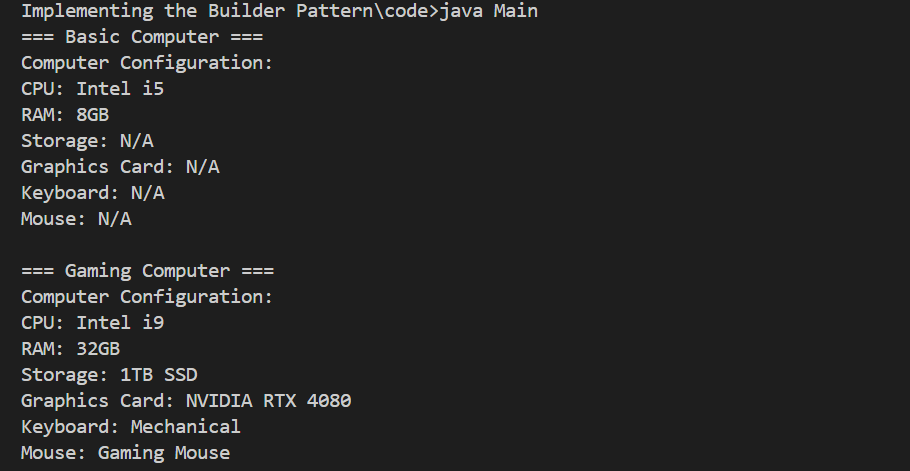 Implementing the Builder Pattern\code>java Main
=== Basic Computer ===
Computer Configuration:
CPU: Intel i5
RAM: 8GB
Storage: N/A
Graphics Card: N/A
Keyboard: N/A
Mouse: N/A
=== Gaming Computer ===
Computer Configuration:
CPU: Intel i9
RAM: 32GB
Storage: 1TB SSD
Graphics Card: NVIDIA RTX 4080
Keyboard: Mechanical
Mouse: Gaming Mouse